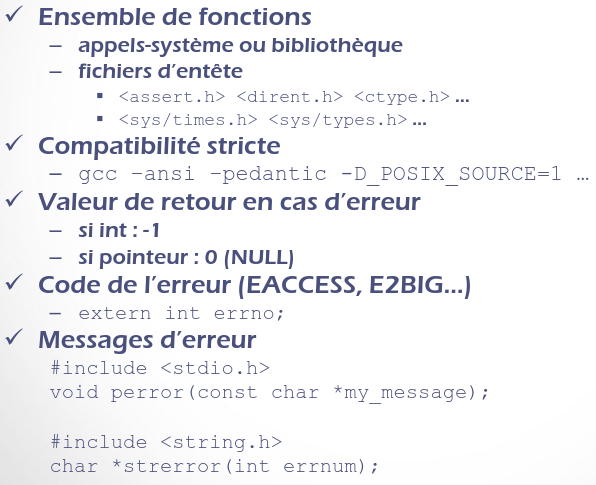 ✓ Ensemble de fonctions
– appels-système ou bibliothèque
– fichiers d'entête
▪ <assert.h> <dirent.h> <ctype.h> ...
▪ <sys/times.h> <sys/types.h> ...
✓ Compatibilité stricte
– gcc –ansi –pedantic -D_POSIX_SOURCE=1 …
✓ Valeur de retour en cas d'erreur
– si int : -1
– si pointeur : 0 (NULL)
✓ Code de l'erreur (EACCESS, E2BIG...)
– extern int errno;
✓ Messages d'erreur
#include <stdio.h>
void perror(const char *my_message);
#include <string.h>
char *strerror(int errnum);